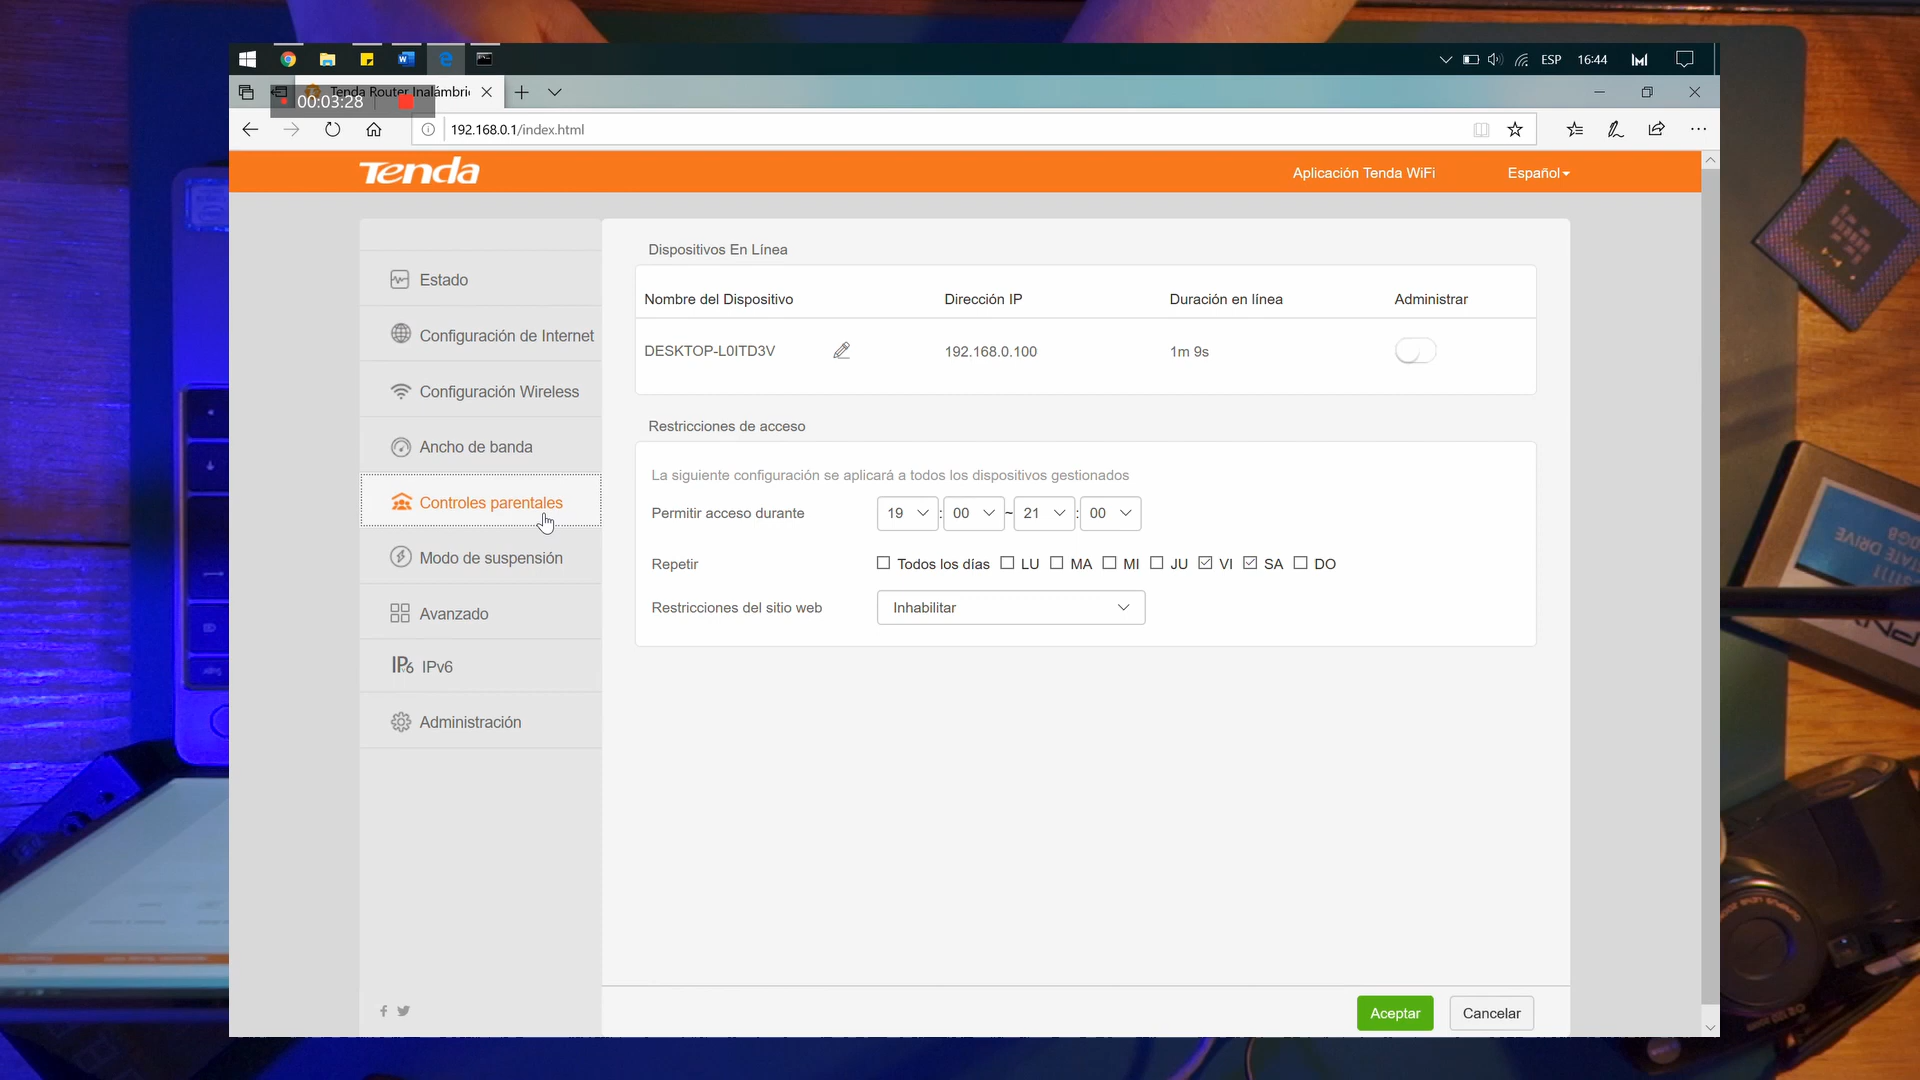 ESP 16:44
Tenda Router Inalámbri
00:03:28
192.168.0.1/index.html
Tenda
Aplicación Tenda WiFi
Español
Estado
Configuración de Internet
Configuración Wireless
Ancho de banda
Controles parentales
Modo de suspensión
Avanzado
IPv6 IPv6
Administración
Dispositivos En Línea
Nombre del Dispositivo Dirección IP Duración en línea Administrar
DESKTOP-L0ITD3V 192.168.0.100 1m 9s
Restricciones de acceso
La siguiente configuración se aplicará a todos los dispositivos gestionados
Permitir acceso durante 19 : 00 ~ 21 : 00
Repetir Todos los días LU MA MI JU VI SA DO
Restricciones del sitio web Inhabilitar
Aceptar Cancelar